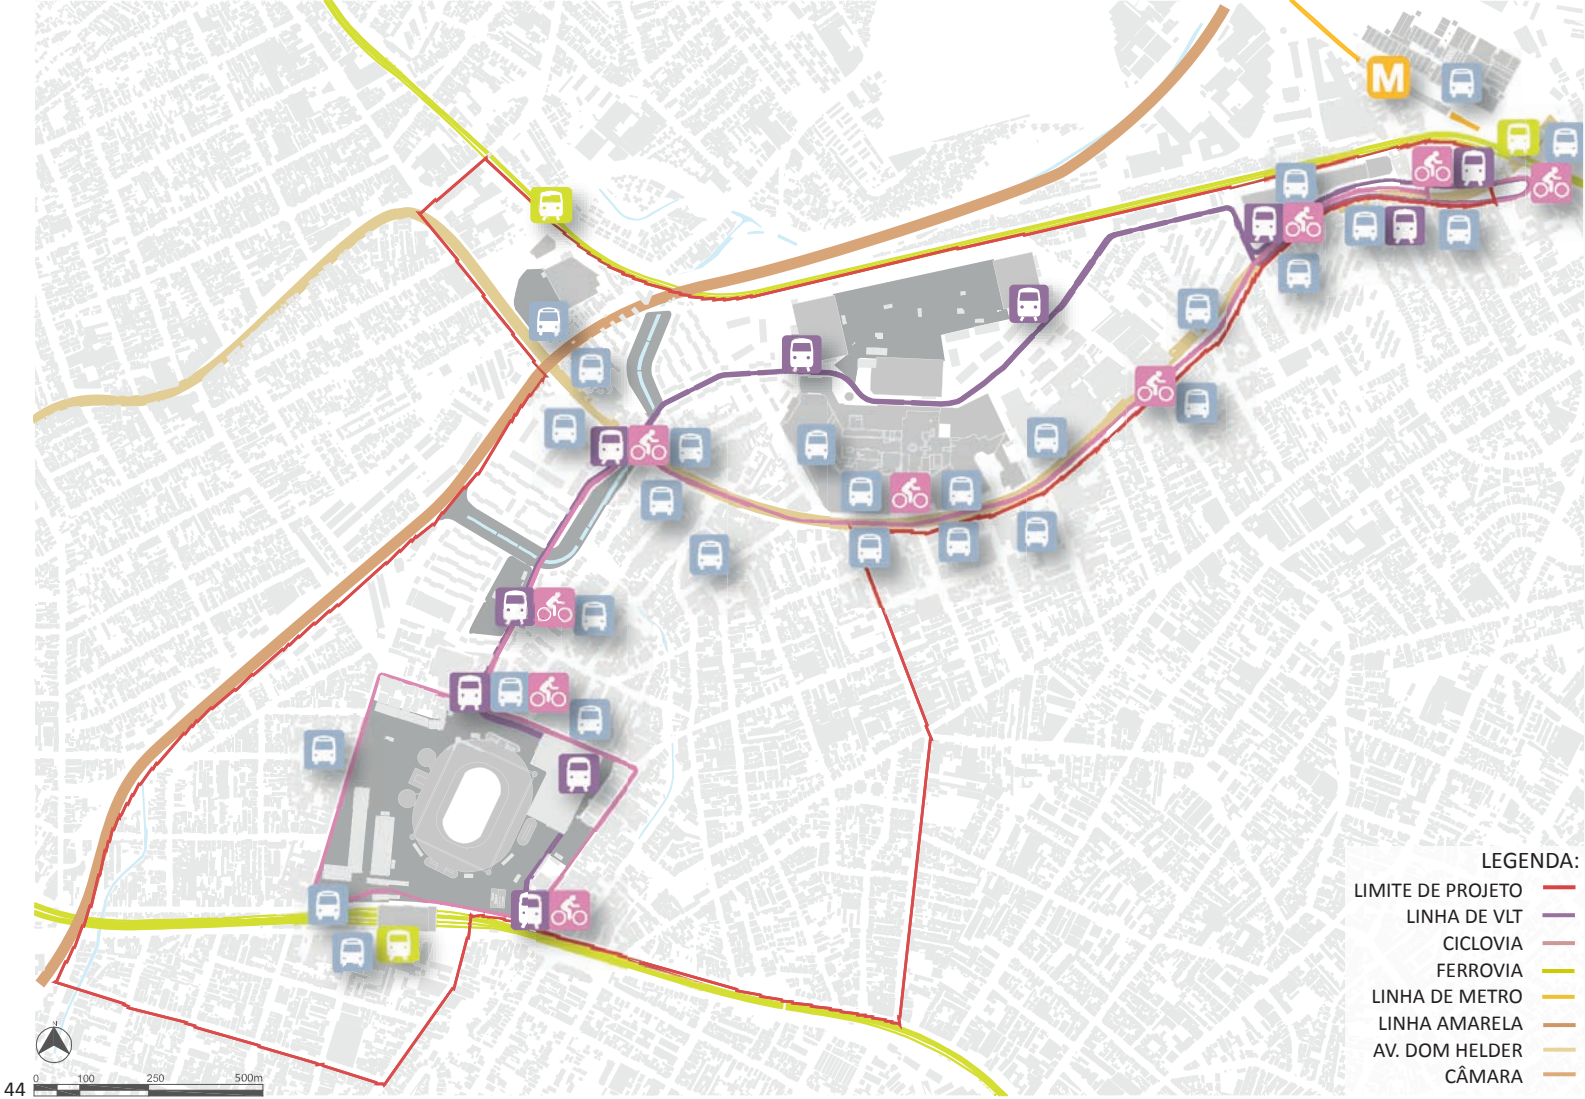 M
LEGENDA:
LIMITE DE PROJETO
LINHA DE VLT
CICLOVIA
FERROVIA
LINHA DE METRO
LINHA AMARELA
AV. DOM HELDER
CÂMARA
N
0 100 250 500m
44